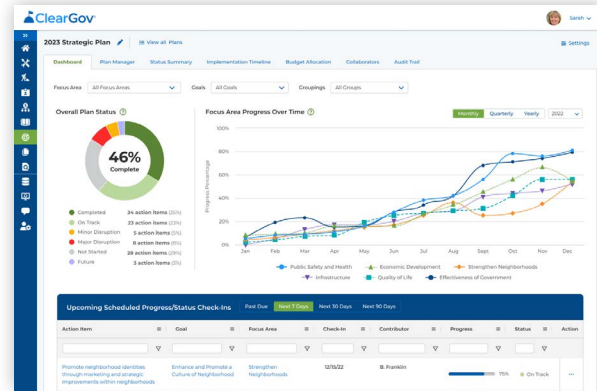 ClearGov
Sarah
2023 Strategic Plan
View all Plans
Settings
Dashboard
Plan Manager
Status Summary
Implementation Timeline
Budget Allocation
Collaborators
Audit Trail
Focus Area
All Focus Areas
Goals
All Goals
Groupings
All Groups
Overall Plan Status
46%
Complete
Completed 34 action items
On Track 23 action items
Minor Disruption 5 action items (5%)
Major Disruption 8 action items
Not Started 28 action items
Future 3 action items
Focus Area Progress Over Time
Monthly
Quarterly
Yearly
2022
Progress Percentage
100%
80%
60%
40%
20%
0%
Jan Feb Mar Apr May Jun Jul Aug Sept Oct Nov Dec
Public Safety and Health
Economic Development
Strengthen Neighborhoods
Infrastructure
Quality of Life
Effectiveness of Government
Upcoming Scheduled Progress/Status Check-Ins
Past Due
Next 7 Days
Next 30 Days
Next 90 Days
Action Item
Goal
Focus Area
Check-In
Contributor
Progress
Status
Action
Promote neighborhood identities
through marketing and strategic
improvements within neighborhoods
Enhance and Promote a
Culture of Neighborhood
Strengthen
Neighborhoods
12/15/22
B. Franklin
75%
On Track